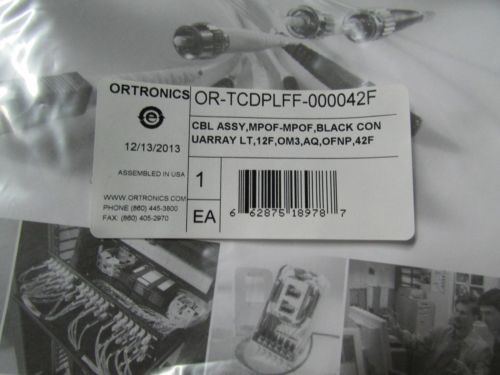 ORTRONICS
OR-TCDPLFF-000042F
CBL ASSY,MPOF-MPOF,BLACK CON
UARRAY LT,12F,OM3,AQ,OFNP,42F
12/13/2013
ASSEMBLED IN USA
WWW.ORTRONICS.COM
PHONE (860) 445-3800
FAX: (860) 405-2970
1
EA
6 62875 18978 7